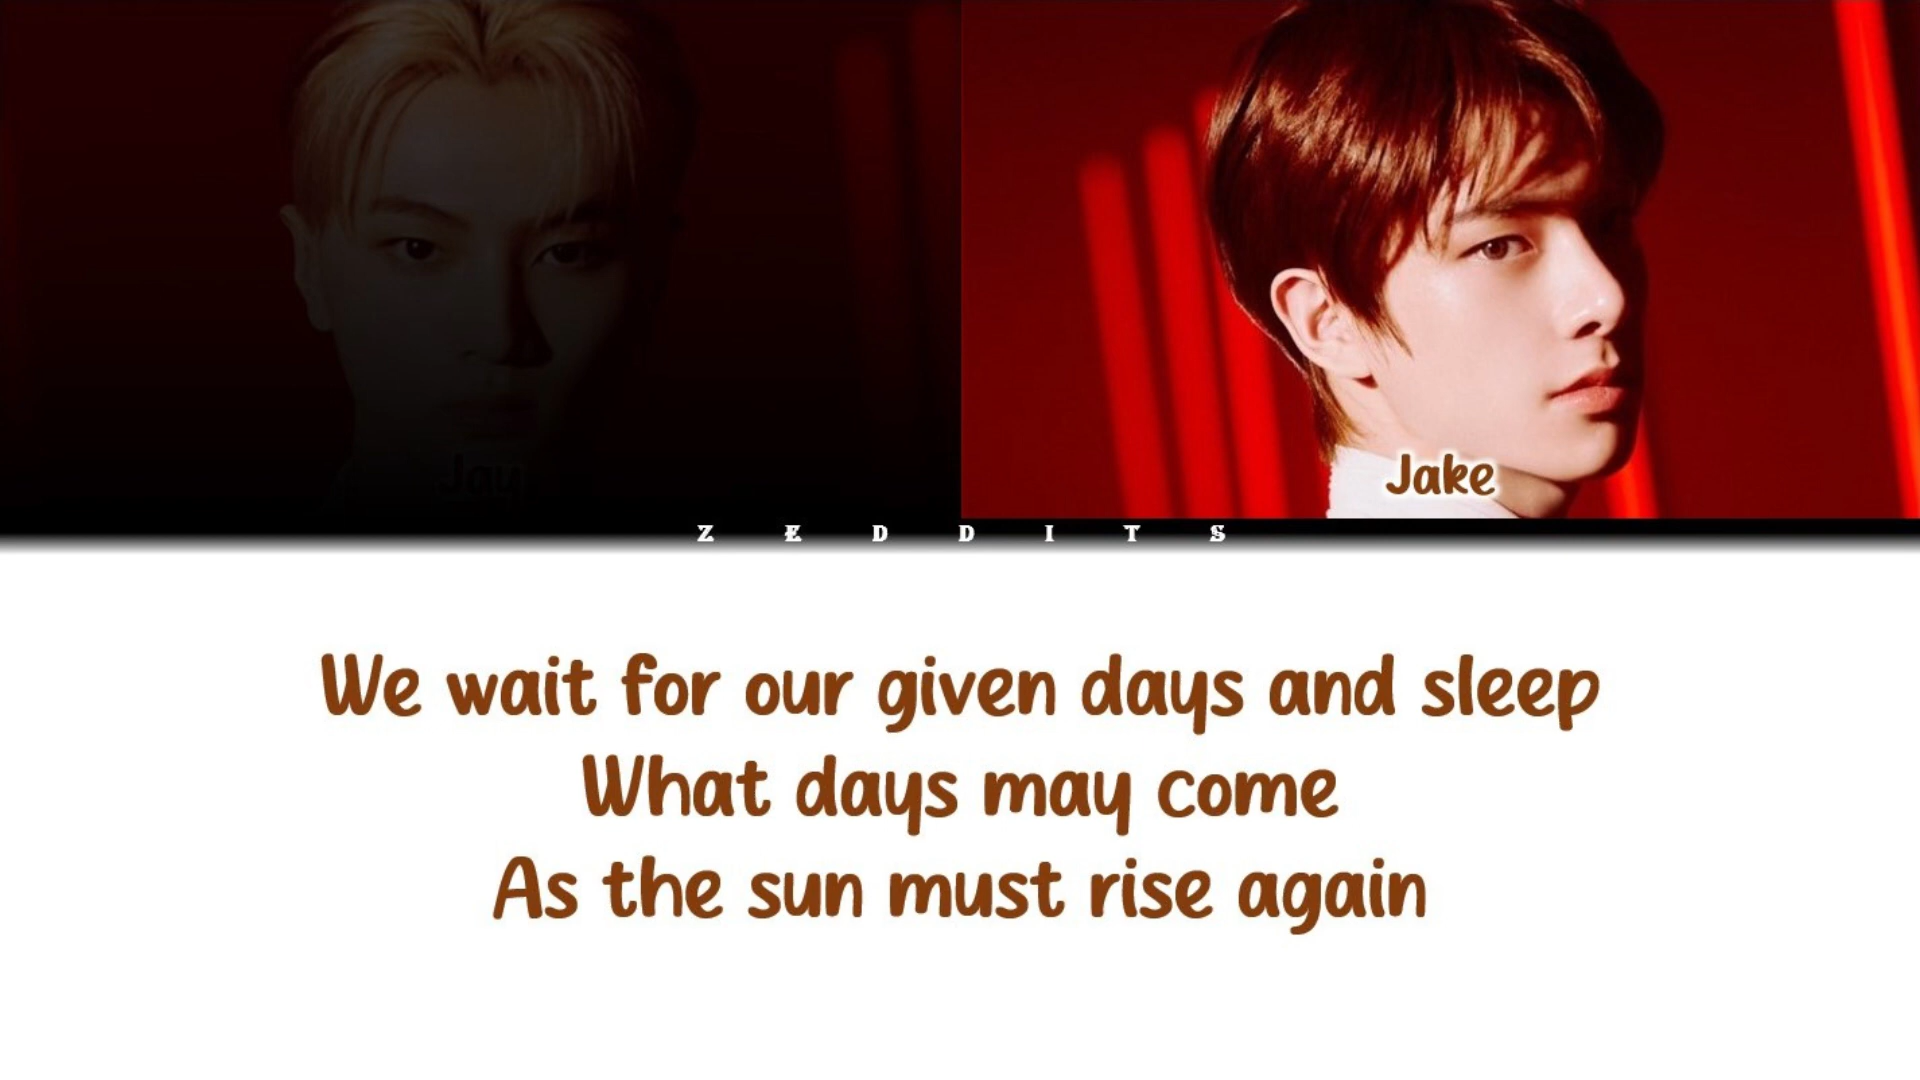 Jay
Jake
ZEDDITS
We wait for our given days and sleep
What days may come
As the sun must rise again